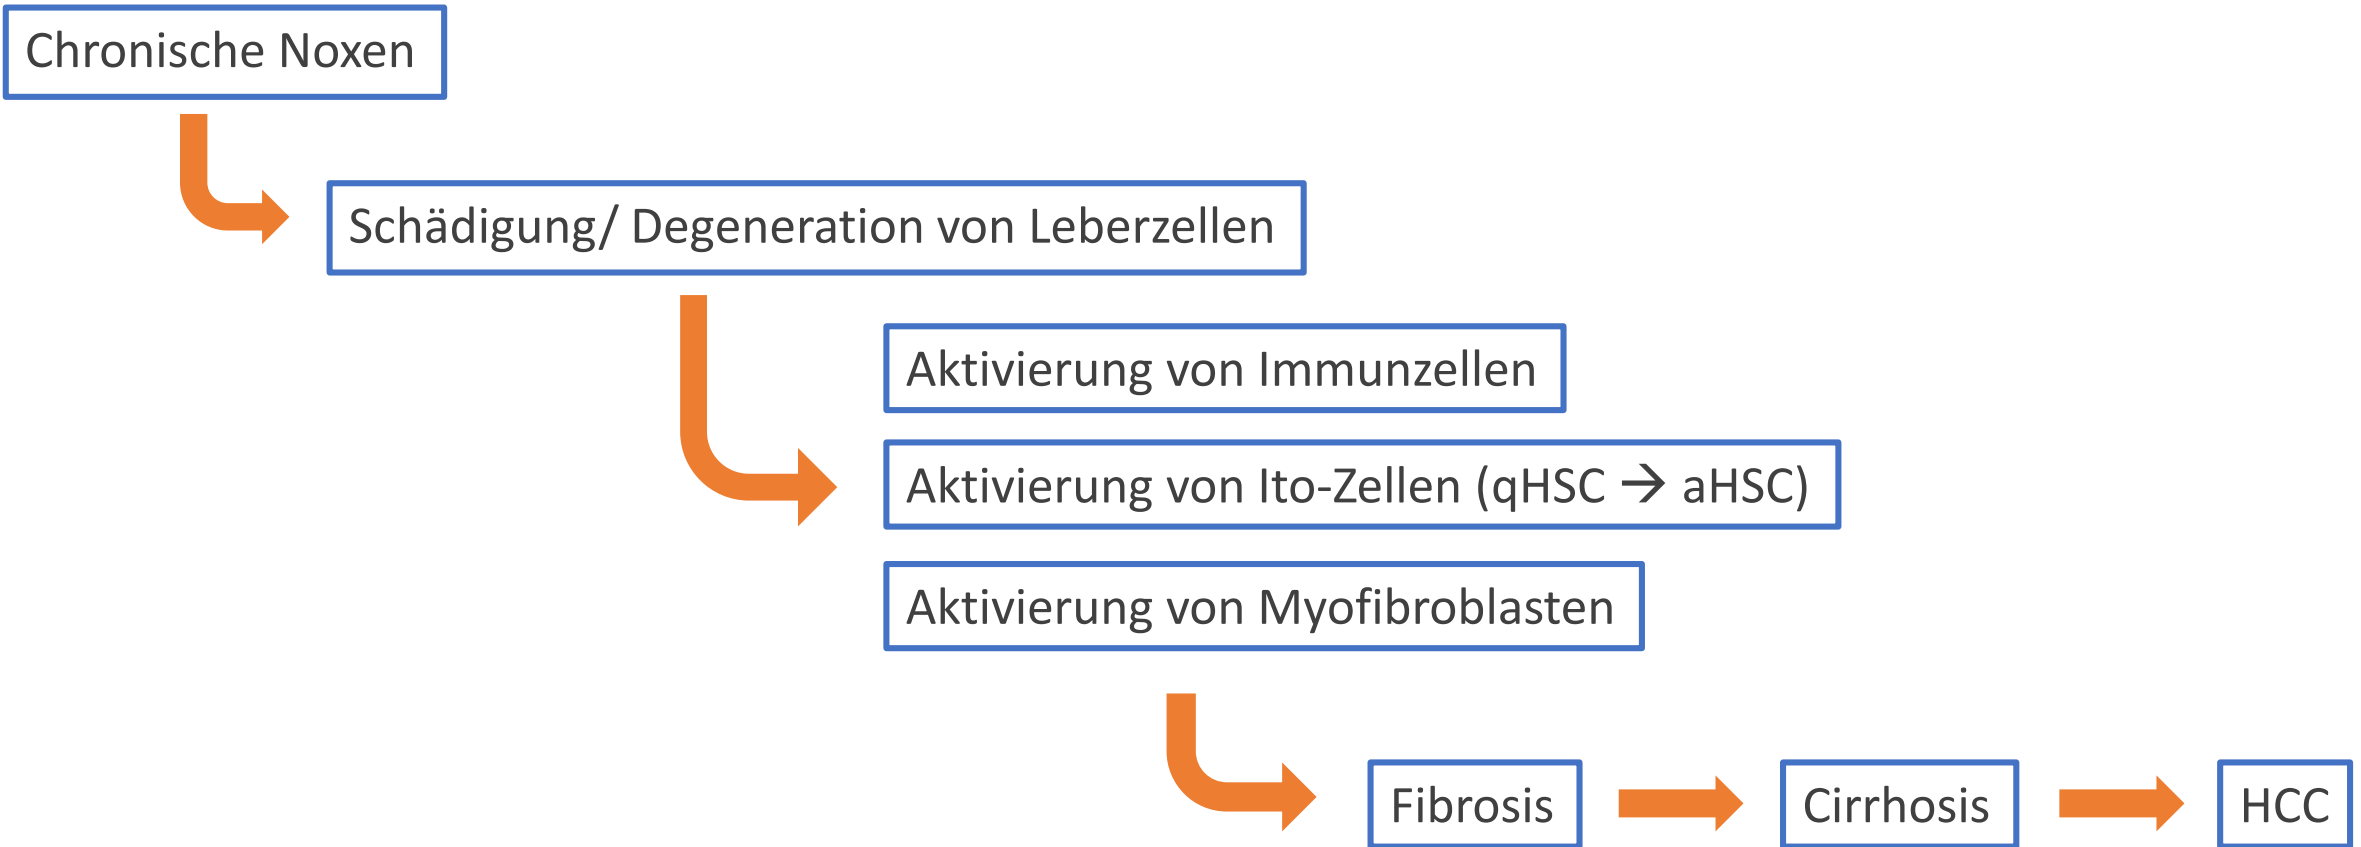 Chronische Noxen
Schädigung/ Degeneration von Leberzellen
Aktivierung von Immunzellen
Aktivierung von Ito-Zellen (qHSC → aHSC)
Aktivierung von Myofibroblasten
Fibrosis
Cirrhosis
HCC